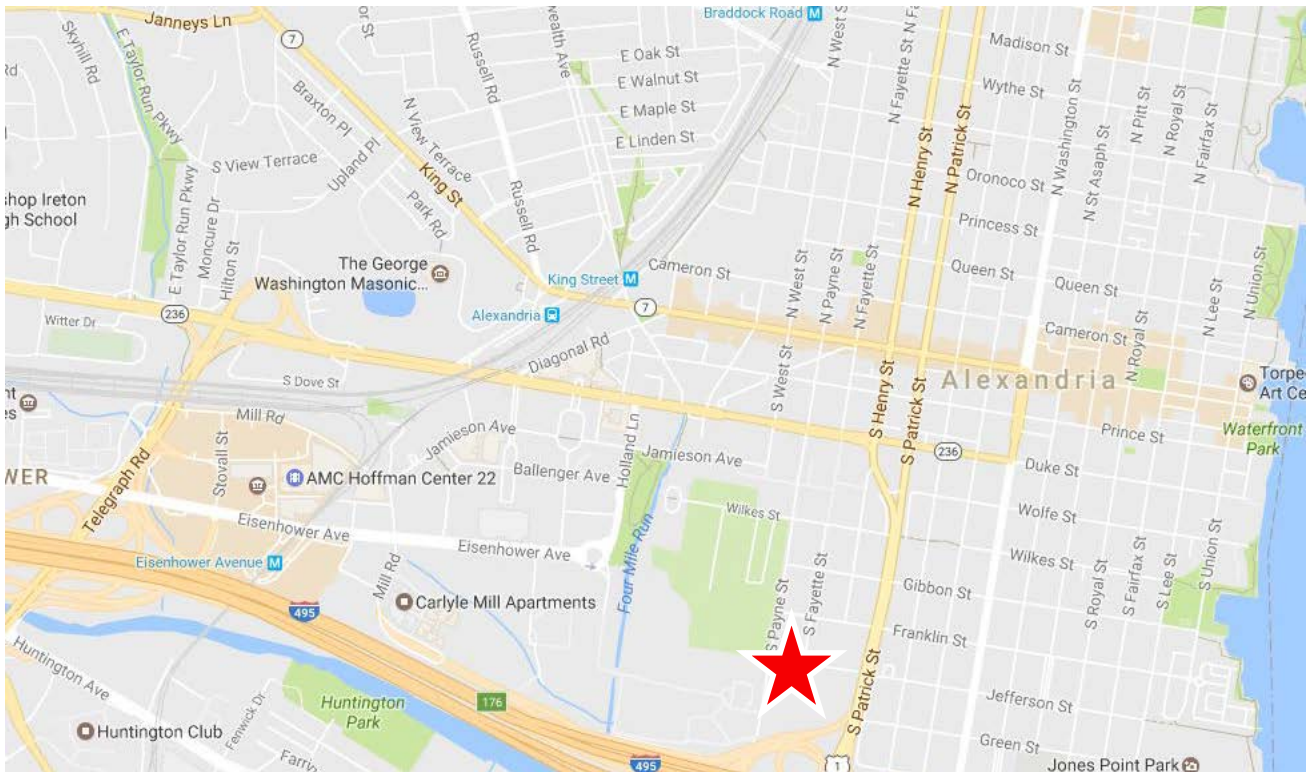 Janneys Ln
Braddock Road M
7
Skyhill Rd
E Taylor Run Pkwy
Russell Rd
E Oak St
N West St
N Fayette St
Madison St
E Walnut St
Wythe St
Braxton Pl
N View Terrace
E Maple St
N Washington St
N Pitt St
N Royal St
N Fairfax St
E Linden St
S View Terrace
Upland Pl
King St
N Henry St
N Patrick St
N St Asaph St
Oronoco St
shop Ireton
gh School
E Taylor Run Pkwy
Moncure Dr
Hilton St
Park Rd
Russell Rd
Princess St
The George
Washington Masonic...
King Street M
Cameron St
N West St
N Payne St
N Fayette St
Queen St
Queen St
N Lee St
N Union St
Witter Dr
236
Alexandria
7
Diagonal Rd
Cameron St
N Royal St
S Dove St
S West St
S Henry St
S Patrick St
Alexandria
Torpe
Art Ce
nt
es
Mill Rd
Jamieson Ave
Holland Ln
Jamieson Ave
236
Prince St
Waterfront
Park
WER
Telegraph Rd
Stovall St
AMC Hoffman Center 22
Ballenger Ave
Duke St
Wilkes St
Wolfe St
Eisenhower Ave
Eisenhower Ave
Four Mile Run
Wilkes St
S Royal St
S Fairfax St
S Lee St
S Union St
Eisenhower Avenue M
Mill Rd
S Payne St
S Fayette St
Gibbon St
495
Carlyle Mill Apartments
Franklin St
Huntington Ave
Huntington
Park
176
S Patrick St
Jefferson St
Huntington Club
Fenwick Dr
Green St
495
1
Jones Point Park